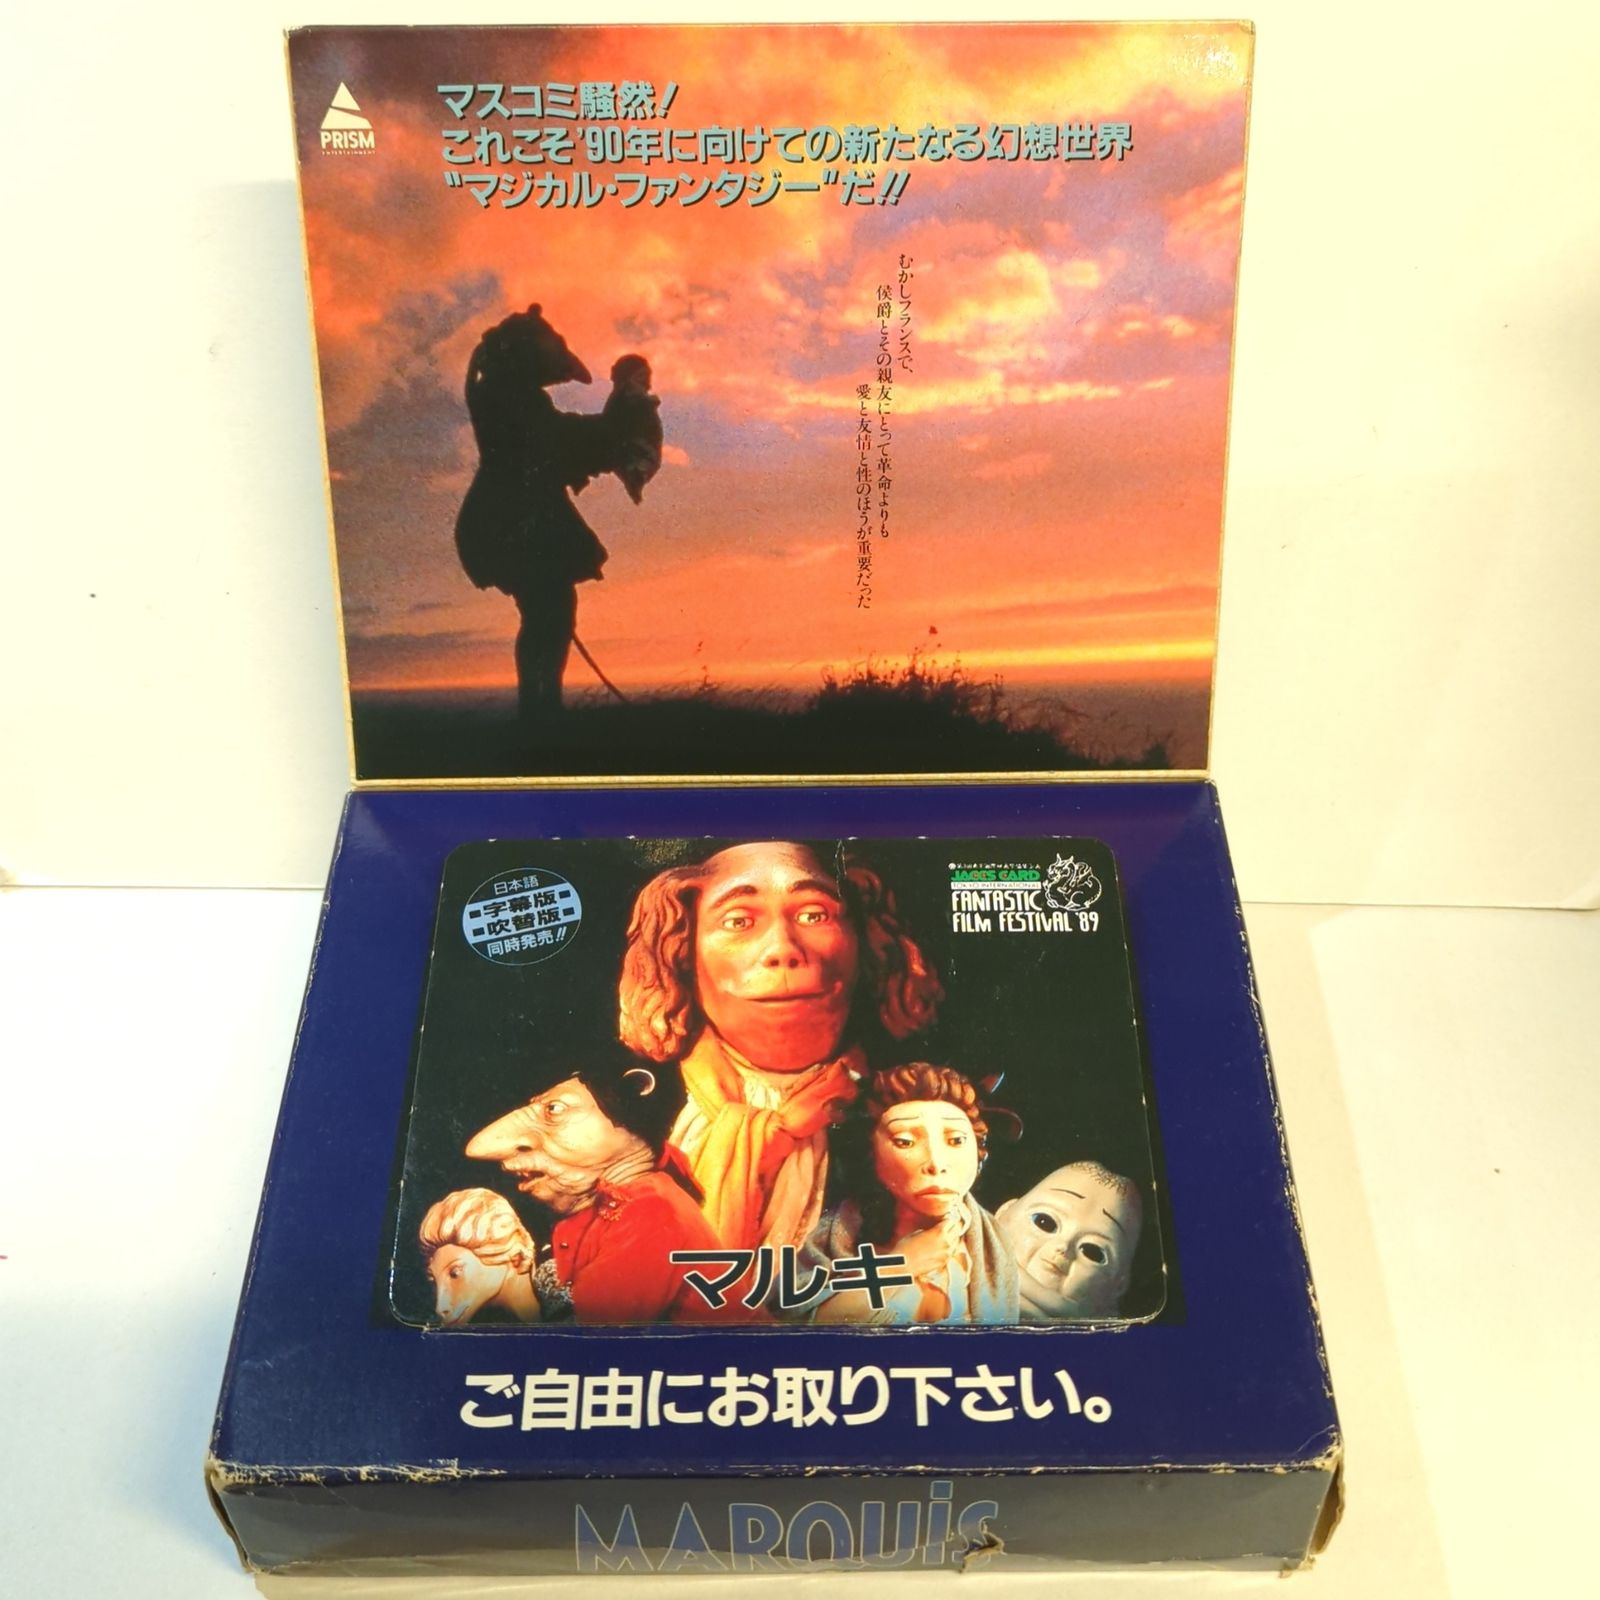 PRISM
ENTERTAINMENT
マスコミ騒然!
これこそ'90年に向けての新たなる幻想世界
"マジカル・ファンタジー"だ!!
むかしフランスで、
侯爵とその親友にとって革命よりも
愛と友情と性のほうが重要だった
日本語
字幕版
吹替版
同時発売!!
JACCS CARD
TOKYO INTERNATIONAL
FANTASTIC
FILM FESTIVAL '89
マルキ
ご自由にお取り下さい。
MARQUiS